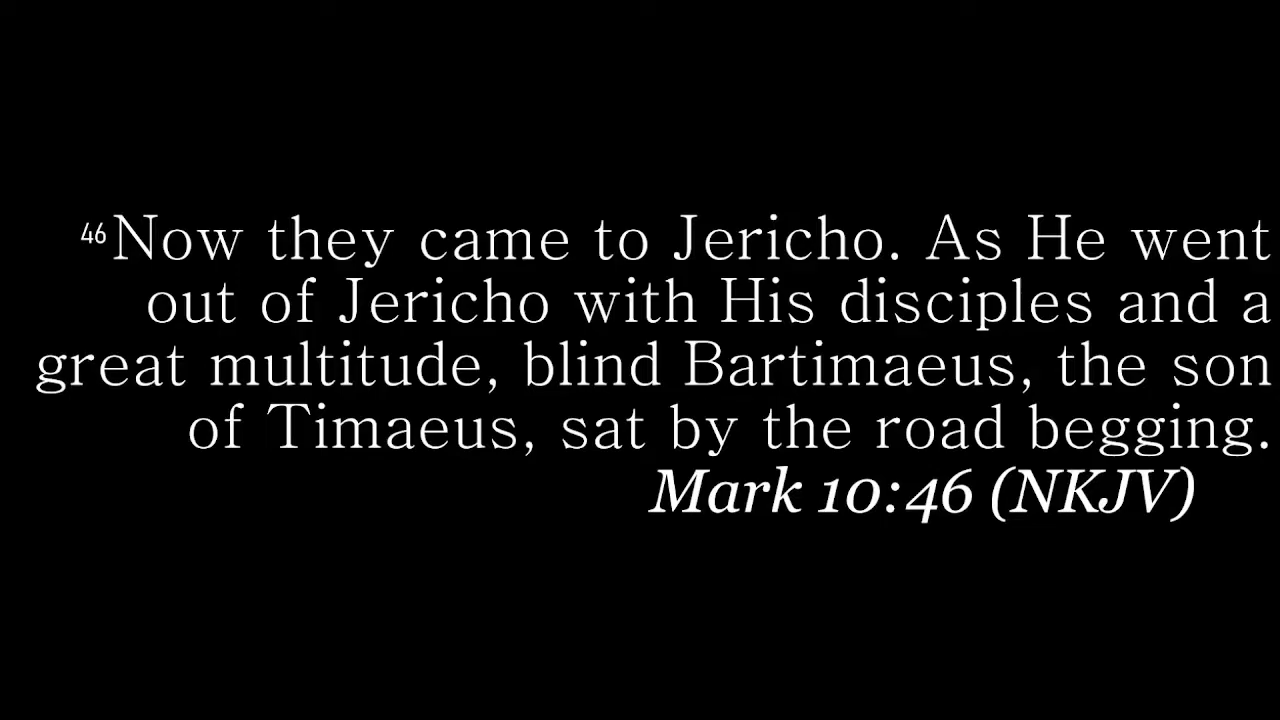 46Now they came to Jericho. As He went
out of Jericho with His disciples and a
great multitude, blind Bartimaeus, the son
of Timaeus, sat by the road begging.
Mark 10:46 (NKJV)